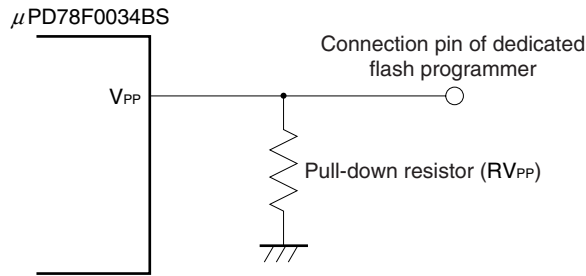 μPD78F0034BS
Connection pin of dedicated
flash programmer
VPP
Pull-down resistor (RVPP)